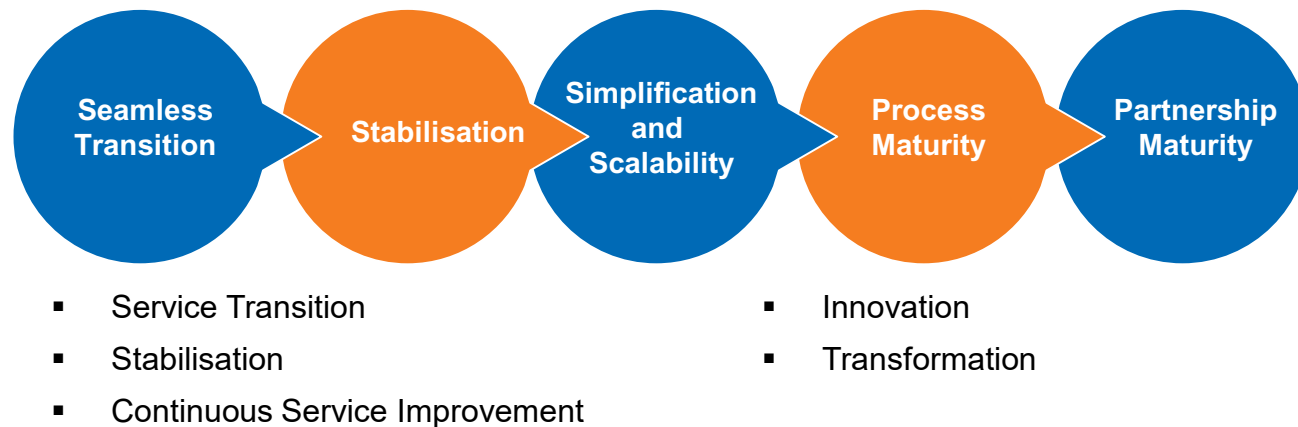 Seamless
Transition
Stabilisation
Simplification
and
Scalability
Process
Maturity
Partnership
Maturity
▪ Service Transition
▪ Stabilisation
▪ Continuous Service Improvement
▪ Innovation
▪ Transformation